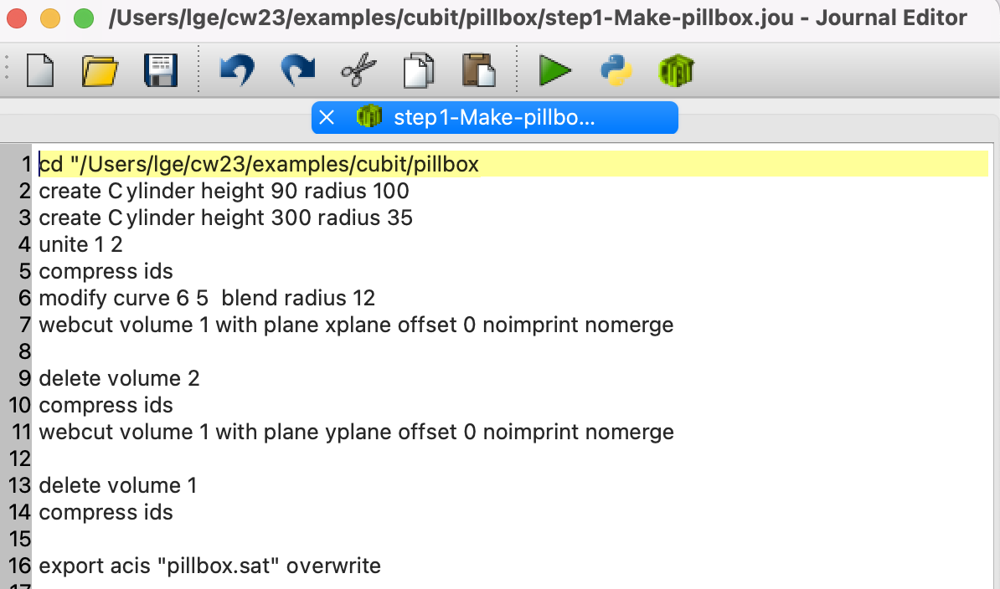 /Users/lge/cw23/examples/cubit/pillbox/step1-Make-pillbox.jou - Journal Editor
step1-Make-pillbo...
1 cd "/Users/lge/cw23/examples/cubit/pillbox
2 create Cylinder height 90 radius 100
3 create Cylinder height 300 radius 35
4 unite 1 2
5 compress ids
6 modify curve 6 5  blend radius 12
7 webcut volume 1 with plane xplane offset 0 noimprint nomerge
8
9 delete volume 2
10 compress ids
11 webcut volume 1 with plane yplane offset 0 noimprint nomerge
12
13 delete volume 1
14 compress ids
15
16 export acis "pillbox.sat" overwrite
17